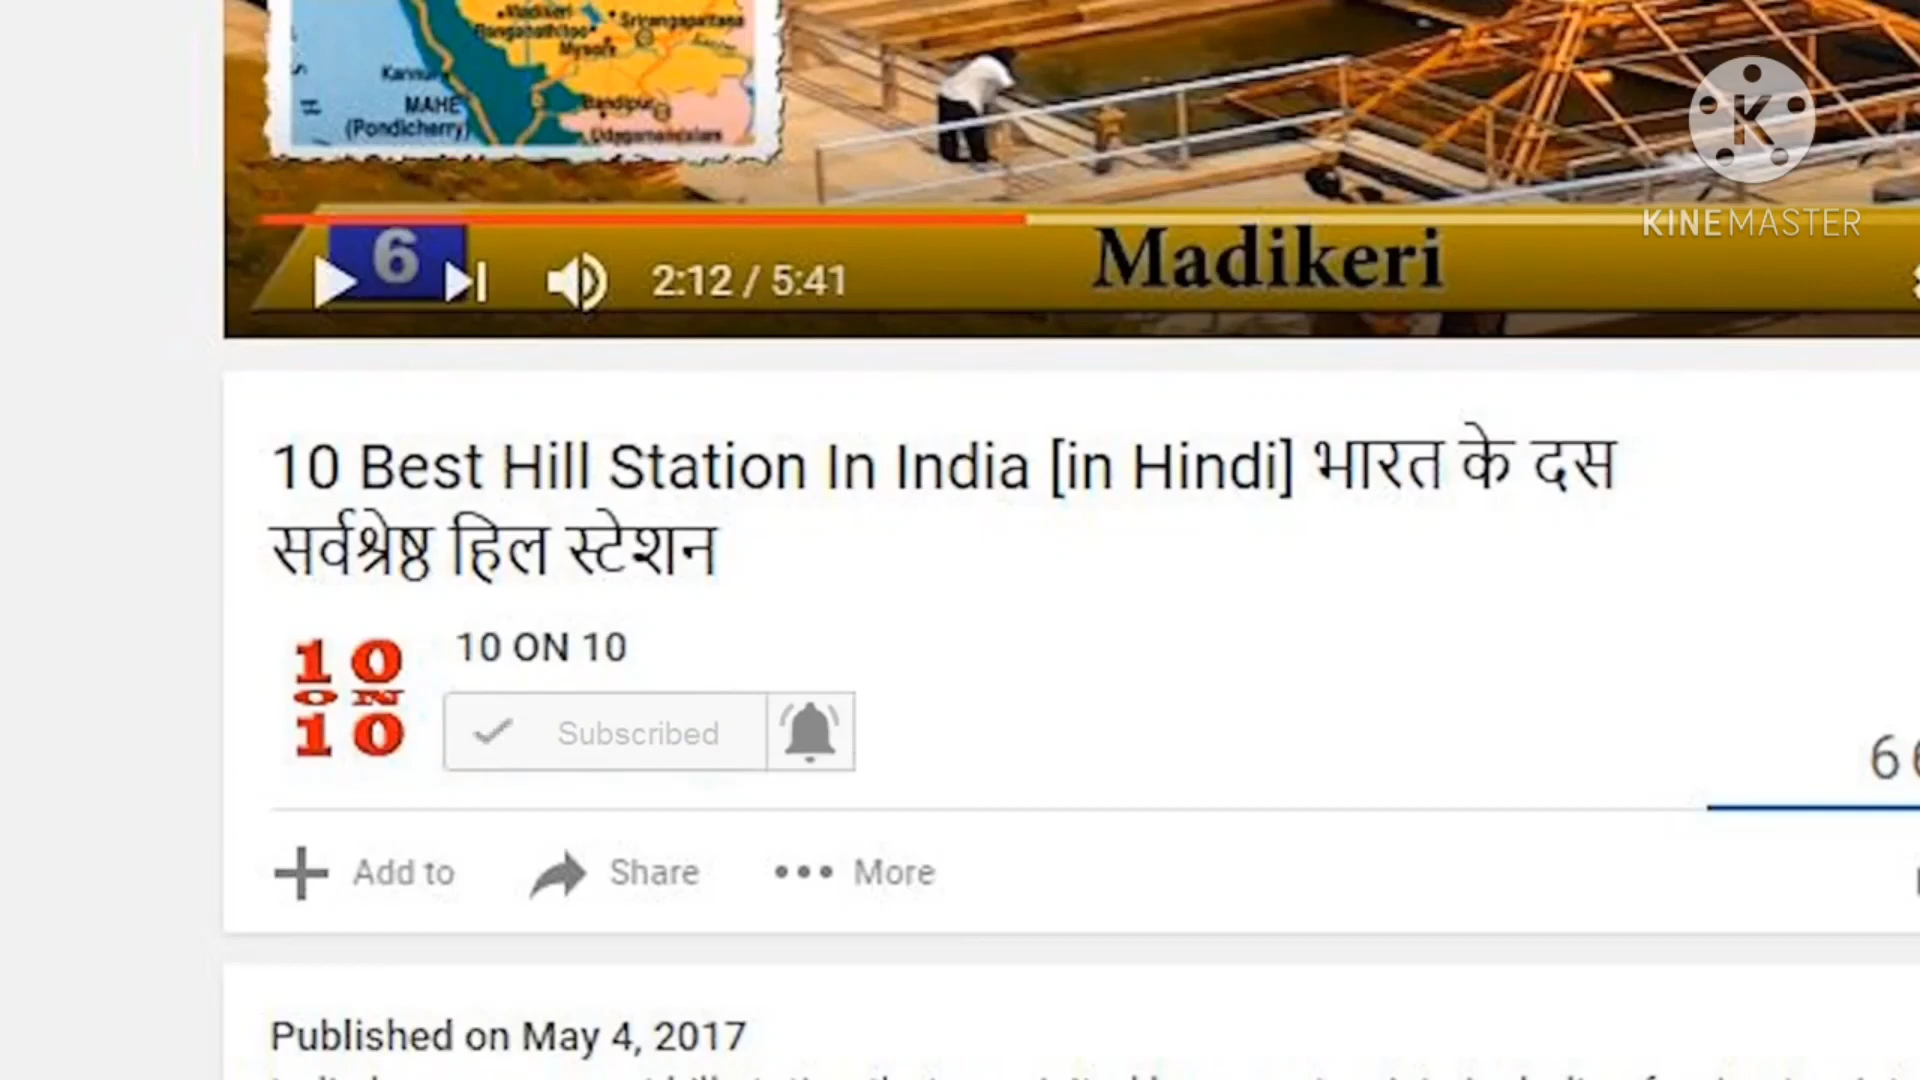 Madikeri
Srirangapattana
Ranganathittoo
Mysore
MAHE
(Pondicherry)
Bandipur
KINEMASTER
6
2:12 / 5:41
Madikeri
10 Best Hill Station In India [in Hindi] भारत के दस
सर्वश्रेष्ठ हिल स्टेशन
10
ON
10
10 ON 10
Subscribed
Add to
Share
More
Published on May 4, 2017